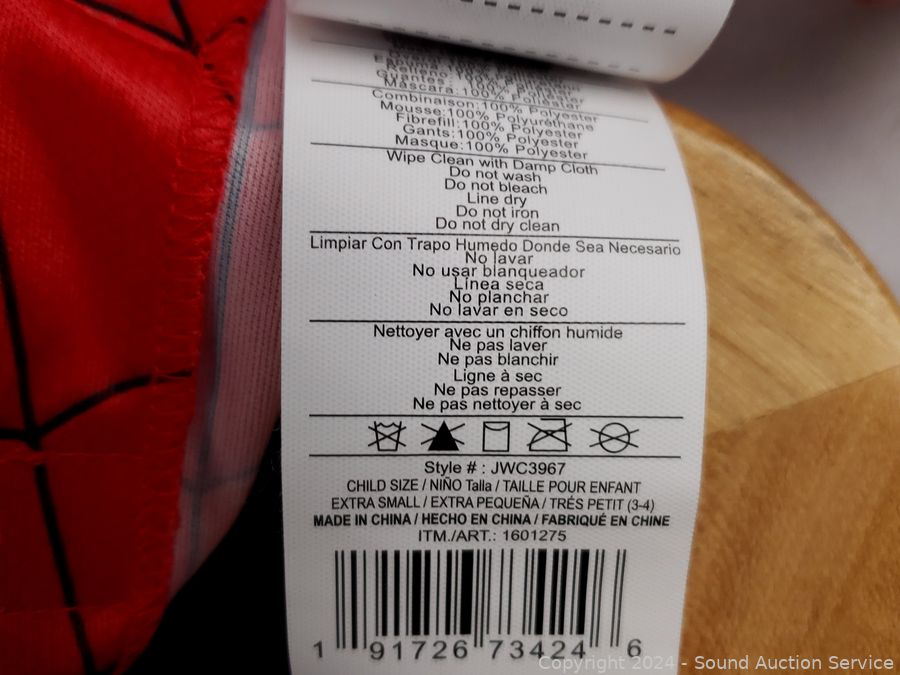 Guantes: 100% Polyester
Máscara: 100% Poliéster
Combinaison: 100% Polyester
Mousse: 100% Polyuréthane
Fibrefill: 100% Polyester
Gants: 100% Polyester
Masque: 100% Polyester
Wipe Clean with Damp Cloth
Do not wash
Do not bleach
Line dry
Do not iron
Do not dry clean
Limpiar Con Trapo Humedo Donde Sea Necesario
No lavar
No usar blanqueador
Línea seca
No planchar
No lavar en seco
Nettoyer avec un chiffon humide
Ne pas laver
Ne pas blanchir
Ligne à sec
Ne pas repasser
Ne pas nettoyer à sec
Style # : JWC3967
CHILD SIZE / NIÑO Talla / TAILLE POUR ENFANT
EXTRA SMALL / EXTRA PEQUEÑA / TRÉS PETIT (3-4)
MADE IN CHINA / HECHO EN CHINA / FABRIQUÉ EN CHINE
ITM./ART.: 1601275
1 91726 73424 6
Copyright 2024 - Sound Auction Service